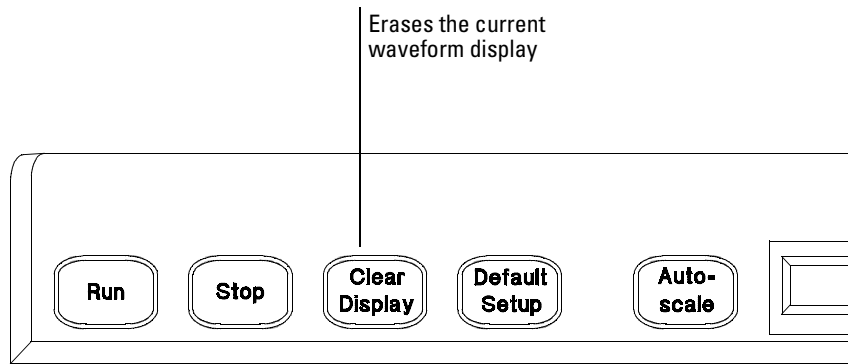 Erases the current
waveform display
Run
Stop
Clear
Display
Default
Setup
Auto-
scale